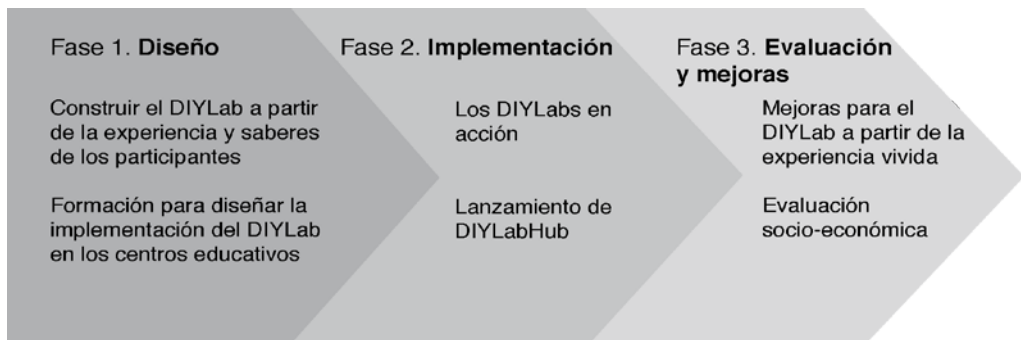 Fase 1. Diseño
Construir el DIYLab a partir
de la experiencia y saberes
de los participantes
Formación para diseñar la
implementación del DIYLab
en los centros educativos
Fase 2. Implementación
Los DIYLabs en
acción
Lanzamiento de
DIYLabHub
Fase 3. Evaluación
y mejoras
Mejoras para el
DIYLab a partir de la
experiencia vivida
Evaluación
socio-económica